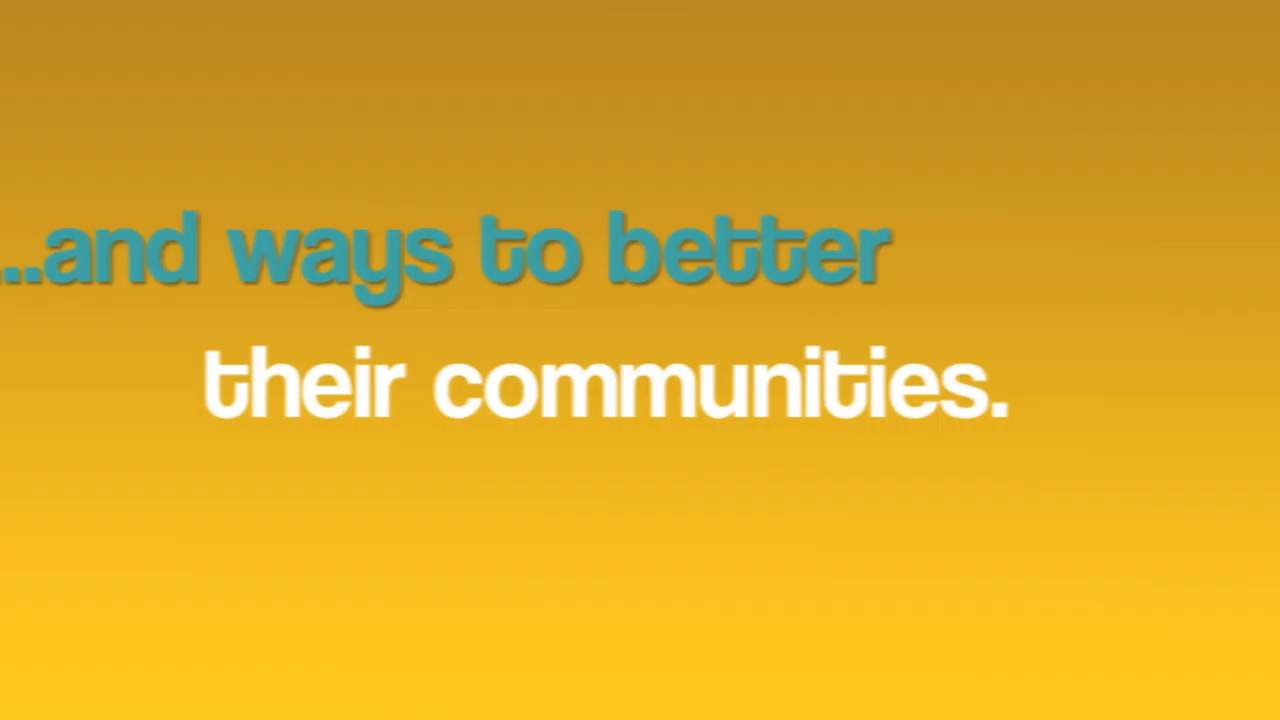 ...and ways to better
their communities.